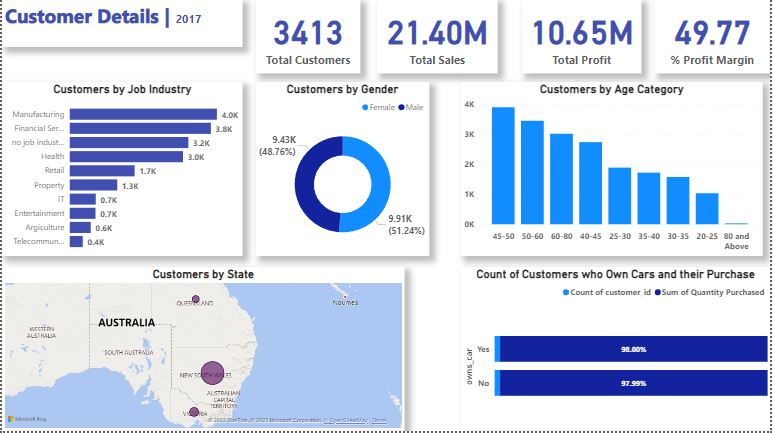 Customer Details | 2017
3413
Total Customers
21.40M
Total Sales
10.65M
Total Profit
49.77
% Profit Margin
Customers by Job Industry
Manufacturing 4.0K
Financial Ser... 3.8K
no job indust... 3.2K
Health 3.0K
Retail 1.7K
Property 1.3K
IT 0.7K
Entertainment 0.7K
Argiculture 0.6K
Telecommun... 0.4K
Customers by Gender
Female Male
9.43K
(48.76%)
9.91K
(51.24%)
Customers by Age Category
4K
3K
2K
1K
0K
45-50 50-60 60-80 40-45 25-30 35-40 30-35 20-25 80 and
Above
Customers by State
QUEENSLAND
Noumea
AUSTRALIA
WESTERN
AUSTRALIA
SOUTH AUSTRALIA
NEW SOUTH WALES
AUSTRALIAN
CAPITAL
TERRITORY
VICTORIA
Microsoft Bing
© 2023 TomTom, © 2023 Microsoft Corporation, © OpenStreetMap Terms
Count of Customers who Own Cars and their Purchase
Count of customer_id Sum of Quantity Purchased
owns_car
Yes 98.00%
No 97.99%